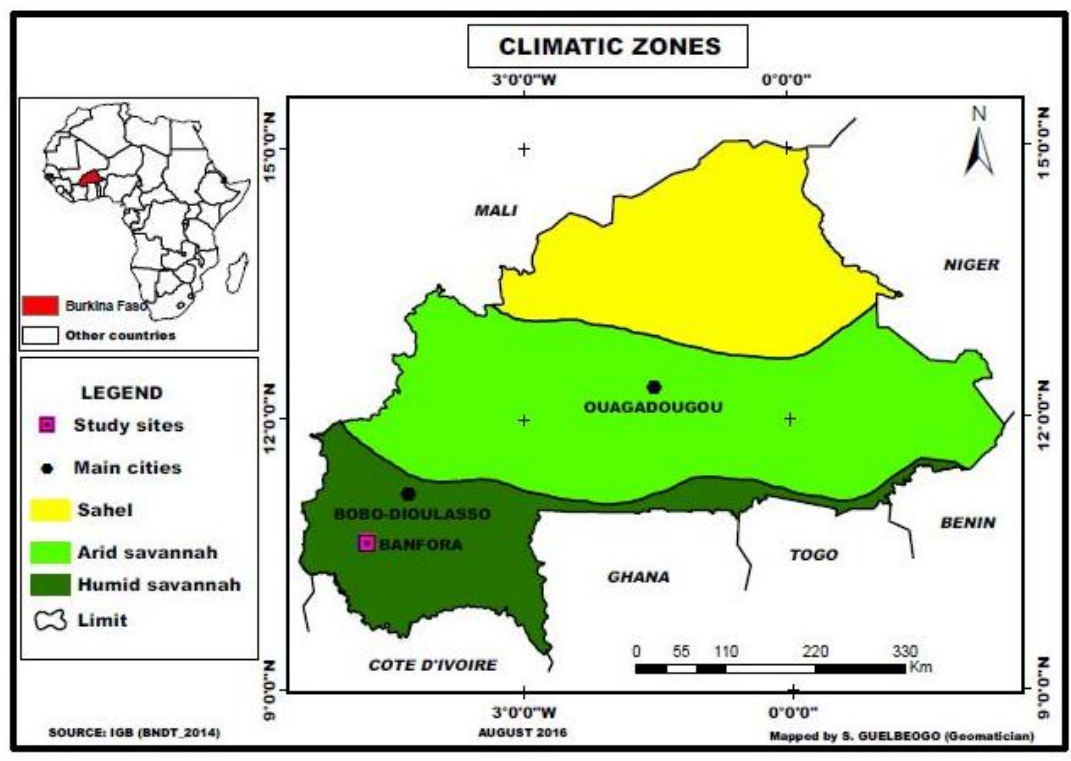 CLIMATIC ZONES
3°0'0"W
0°0'0"
15°0'0"N
15°0'0"N
N
MALI
NIGER
Burkina Faso
Other countries
LEGEND
Study sites
Main cities
Sahel
Arid savannah
Humid savannah
Limit
OUAGADOUGOU
12°0'0"N
12°0'0"N
BOBO-DIOULASSO
BANFORA
BENIN
TOGO
GHANA
COTE D'IVOIRE
0 55 110 220 330
Km
9°0'0"N
9°0'0"N
3°0'0"W
0°0'0"
SOURCE: IGB (BNDT_2014)
AUGUST 2016
Mapped by S. GUELBEOGO (Geomatician)